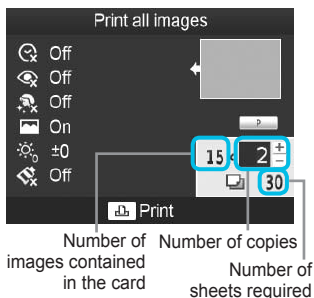 Print all images
Off
Off
Off
On
±0
Off
P
15 2 + −
30
Print
Number of images contained in the card
Number of copies
Number of sheets required